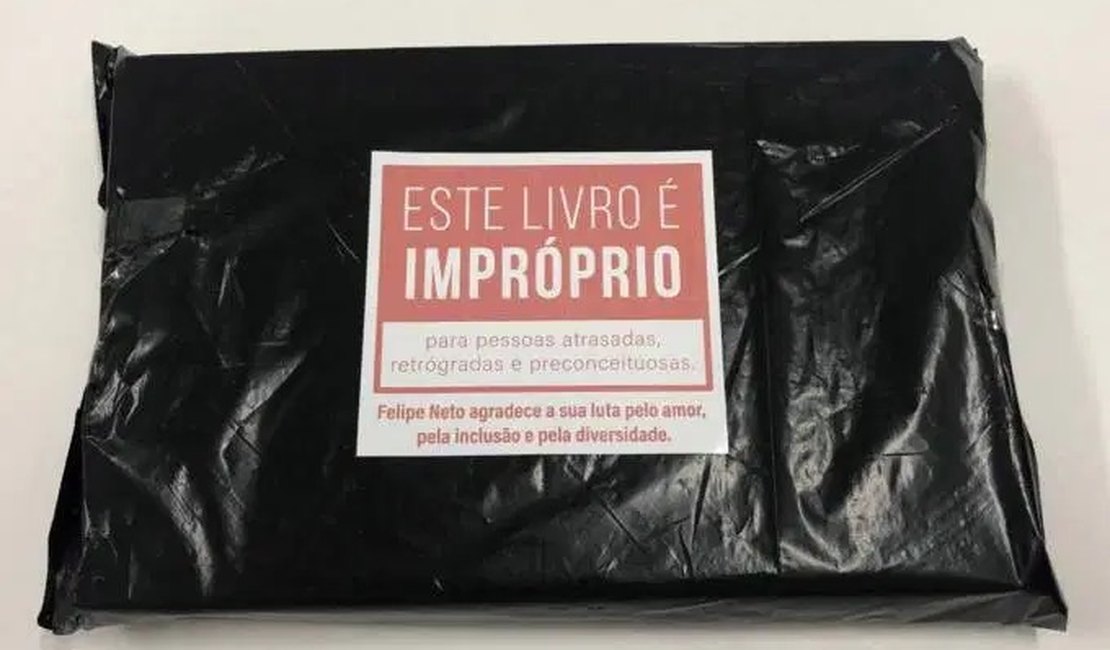 ESTE LIVRO É
IMPRÓPRIO
para pessoas atrasadas,
retrógradas e preconceituosas.
Felipe Neto agradece a sua luta pelo amor,
pela inclusão e pela diversidade.